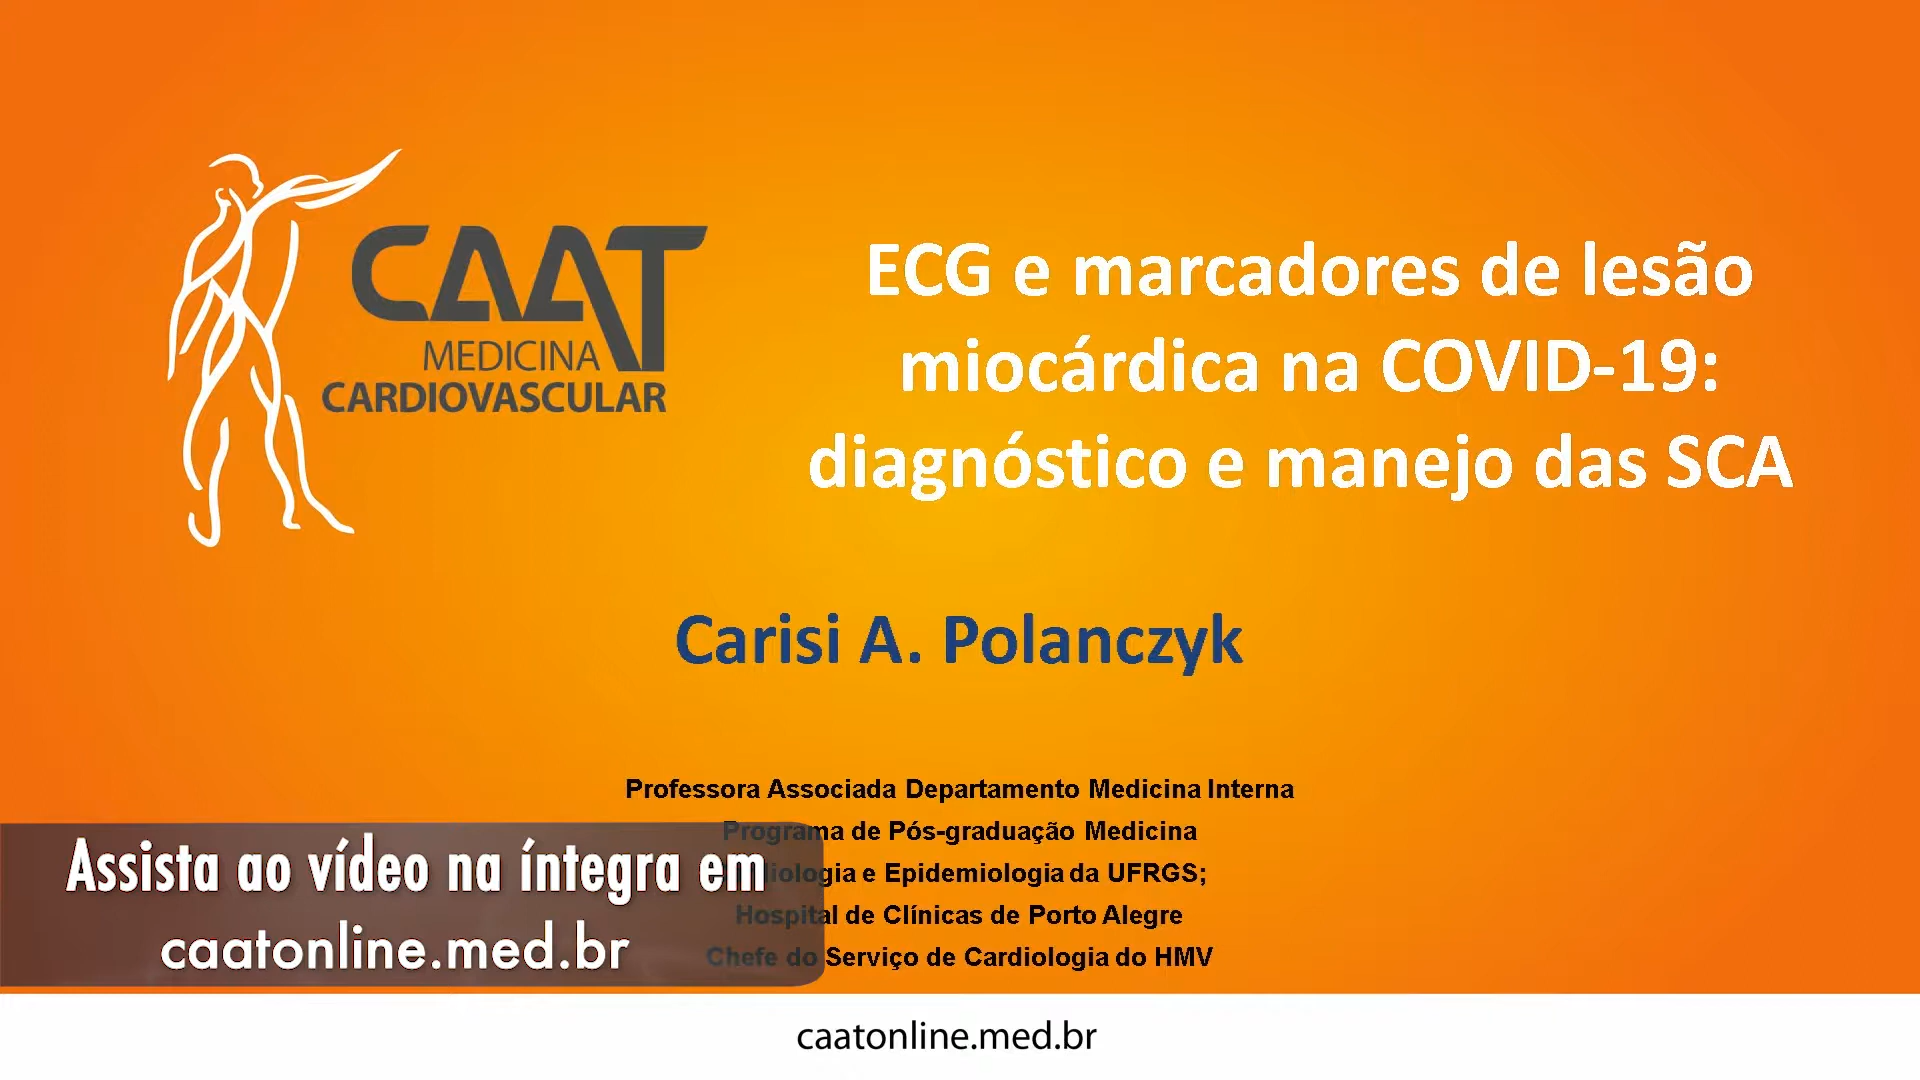 CAAT
MEDICINA
CARDIOVASCULAR
ECG e marcadores de lesão
miocárdica na COVID-19:
diagnóstico e manejo das SCA
Carisi A. Polanczyk
Professora Associada Departamento Medicina Interna
Programa de Pós-graduação Medicina
e Epidemiologia da UFRGS;
Hospital de Clínicas de Porto Alegre
Chefe do Serviço de Cardiologia do HMV
Assista ao vídeo na íntegra em
caatonline.med.br
caatonline.med.br